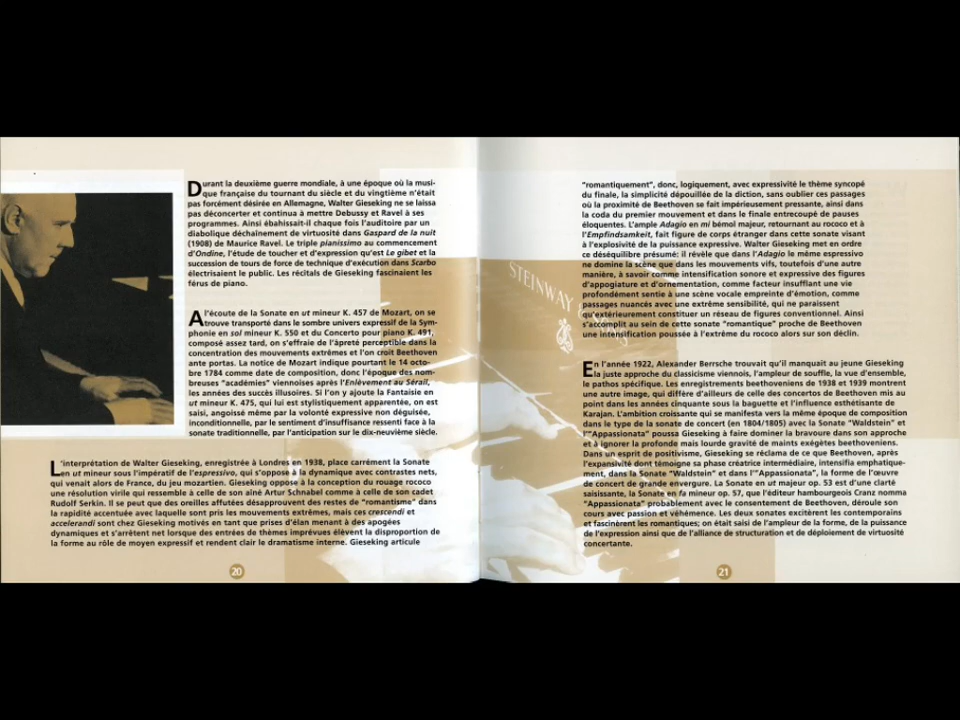 Durant la deuxième guerre mondiale, à une époque où la musi-
que française du tournant du siècle et du vingtième n'était
pas forcément désirée en Allemagne, Walter Gieseking ne se laissa
pas déconcerter et continua à mettre Debussy et Ravel à ses
programmes. Ainsi ébahissait-il chaque fois l'auditoire par un
diabolique déchaînement de virtuosité dans Gaspard de la nuit
(1908) de Maurice Ravel. Le triple pianissimo au commencement
d'Ondine, l'étude de toucher et d'expression qu'est Le gibet et la
succession de tours de force de technique d'exécution dans Scarbo
électrisaient le public. Les récitals de Gieseking fascinaient les
férus de piano.
A l'écoute de la Sonate en ut mineur K. 457 de Mozart, on se
trouve transporté dans le sombre univers expressif de la Sym-
phonie en sol mineur K. 550 et du Concerto pour piano K. 491,
composé assez tard, on s'effraie de l'âpreté perceptible dans la
concentration des mouvements extrêmes et l'on croit Beethoven
ante portas. La notice de Mozart indique pourtant le 14 octo-
bre 1784 comme date de composition, donc l'époque des nom-
breuses "académies" viennoises après l'Enlèvement au Sérail,
les années des succès illusoires. Si l'on y ajoute la Fantaisie en
ut mineur K. 475, qui lui est stylistiquement apparentée, on est
saisi, angoissé même par la volonté expressive non déguisée,
inconditionnelle, par le sentiment d'insuffisance ressenti face à la
sonate traditionnelle, par l'anticipation sur le dix-neuvième siècle.
L'interprétation de Walter Gieseking, enregistrée à Londres en 1938, place carrément la Sonate
en ut mineur sous l'impératif de l'espressivo, qui s'oppose à la dynamique avec contrastes nets,
qui venait alors de France, du jeu mozartien. Gieseking oppose à la conception du rouage rococo
une résolution virile qui ressemble à celle de son aîné Artur Schnabel comme à celle de son cadet
Rudolf Serkin. Il se peut que des oreilles affutées désapprouvent des restes de "romantisme" dans
la rapidité accentuée avec laquelle sont pris les mouvements extrêmes, mais ces crescendi et
accelerandi sont chez Gieseking motivés en tant que prises d'élan menant à des apogées
dynamiques et s'arrêtent net lorsque des entrées de thèmes imprévues élèvent la disproportion de
la forme au rôle de moyen expressif et rendent clair le dramatisme interne. Gieseking articule
20
STEINWAY
"romantiquement", donc, logiquement, avec expressivité le thème syncopé
du finale, la simplicité dépouillée de la diction, sans oublier ces passages
où la proximité de Beethoven se fait impérieusement pressante, ainsi dans
la coda du premier mouvement et dans le finale entrecoupé de pauses
éloquentes. L'ample Adagio en mi bémol majeur, retournant au rococo et à
l'Empfindsamkeit, fait figure de corps étranger dans cette sonate visant
à l'explosivité de la puissance expressive. Walter Gieseking met en ordre
ce déséquilibre présumé: il révèle que dans l'Adagio le même espressivo
ne domine la scène que dans les mouvements vifs, toutefois d'une autre
manière, à savoir comme intensification sonore et expressive des figures
d'appogiature et d'ornementation, comme facteur insufflant une vie
profondément sentie à une scène vocale empreinte d'émotion, comme
passages nuancés avec une extrême sensibilité, qui ne paraissent
qu'extérieurement constituer un réseau de figures conventionnel. Ainsi
s'accomplit au sein de cette sonate "romantique" proche de Beethoven
une intensification poussée à l'extrême du rococo alors sur son déclin.
En l'année 1922, Alexander Berrsche trouvait qu'il manquait au jeune Gieseking
la juste approche du classicisme viennois, l'ampleur de souffle, la vue d'ensemble,
le pathos spécifique. Les enregistrements beethoveniens de 1938 et 1939 montrent
une autre image, qui diffère d'ailleurs de celle des concertos de Beethoven mis au
point dans les années cinquante sous la baguette et l'influence esthétisante de
Karajan. L'ambition croissante qui se manifesta vers la même époque de composition
dans le type de la sonate de concert (en 1804/1805) avec la Sonate "Waldstein" et
l'"Appassionata" poussa Gieseking à faire dominer la bravoure dans son approche
et à ignorer la profonde mais lourde gravité de maints exégètes beethoveniens.
Dans un esprit de positivisme, Gieseking se réclama de ce que Beethoven, après
l'expansivité dont témoigne sa phase créatrice intermédiaire, intensifia emphatique-
ment, dans la Sonate "Waldstein" et dans l'"Appassionata", la forme de l'œuvre
de concert de grande envergure. La Sonate en ut majeur op. 53 est d'une clarté
saisissante, la Sonate en fa mineur op. 57, que l'éditeur hambourgeois Cranz nomma
"Appassionata" probablement avec le consentement de Beethoven, déroule son
cours avec passion et véhémence. Les deux sonates excitèrent les contemporains
et fascinèrent les romantiques; on était saisi de l'ampleur de la forme, de la puissance
de l'expression ainsi que de l'alliance de structuration et de déploiement de virtuosité
concertante.
21